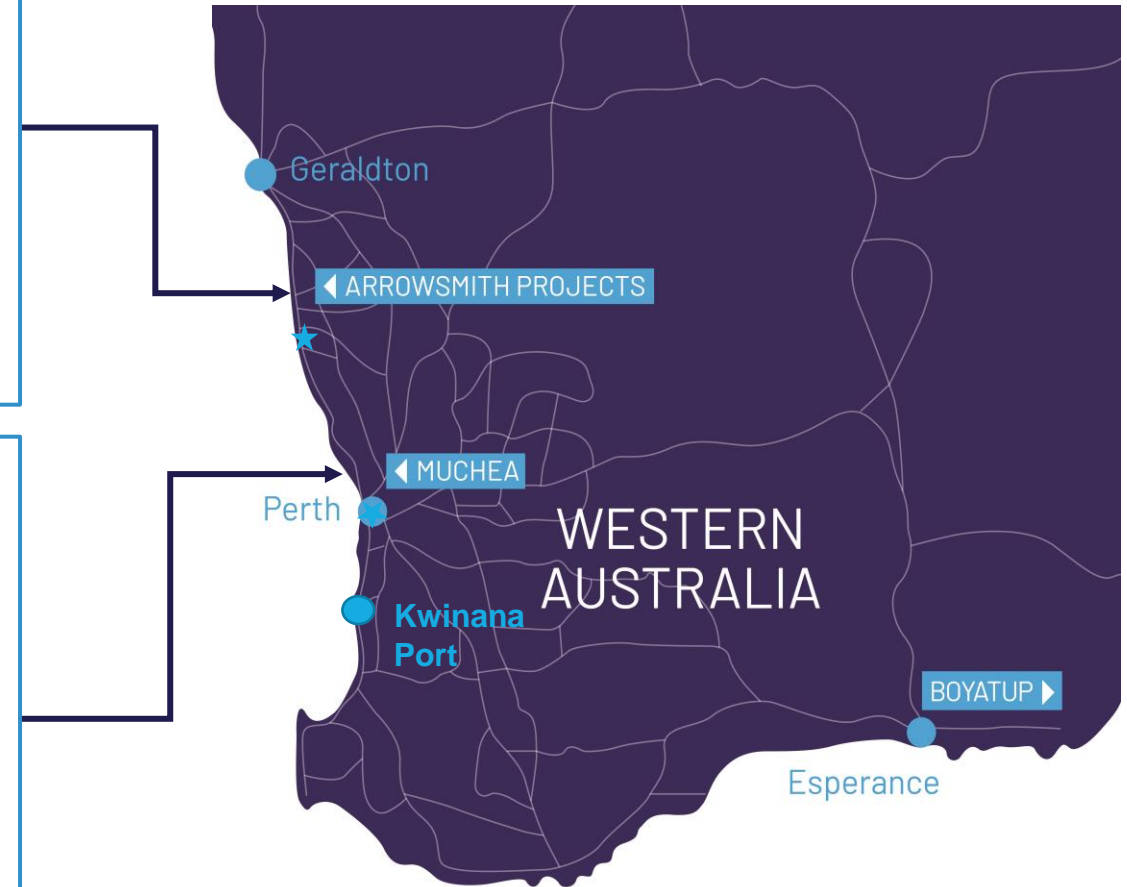 Geraldton
ARROWSMITH PROJECTS
MUCHEA
Perth
WESTERN
AUSTRALIA
Kwinana
Port
BOYATUP
Esperance